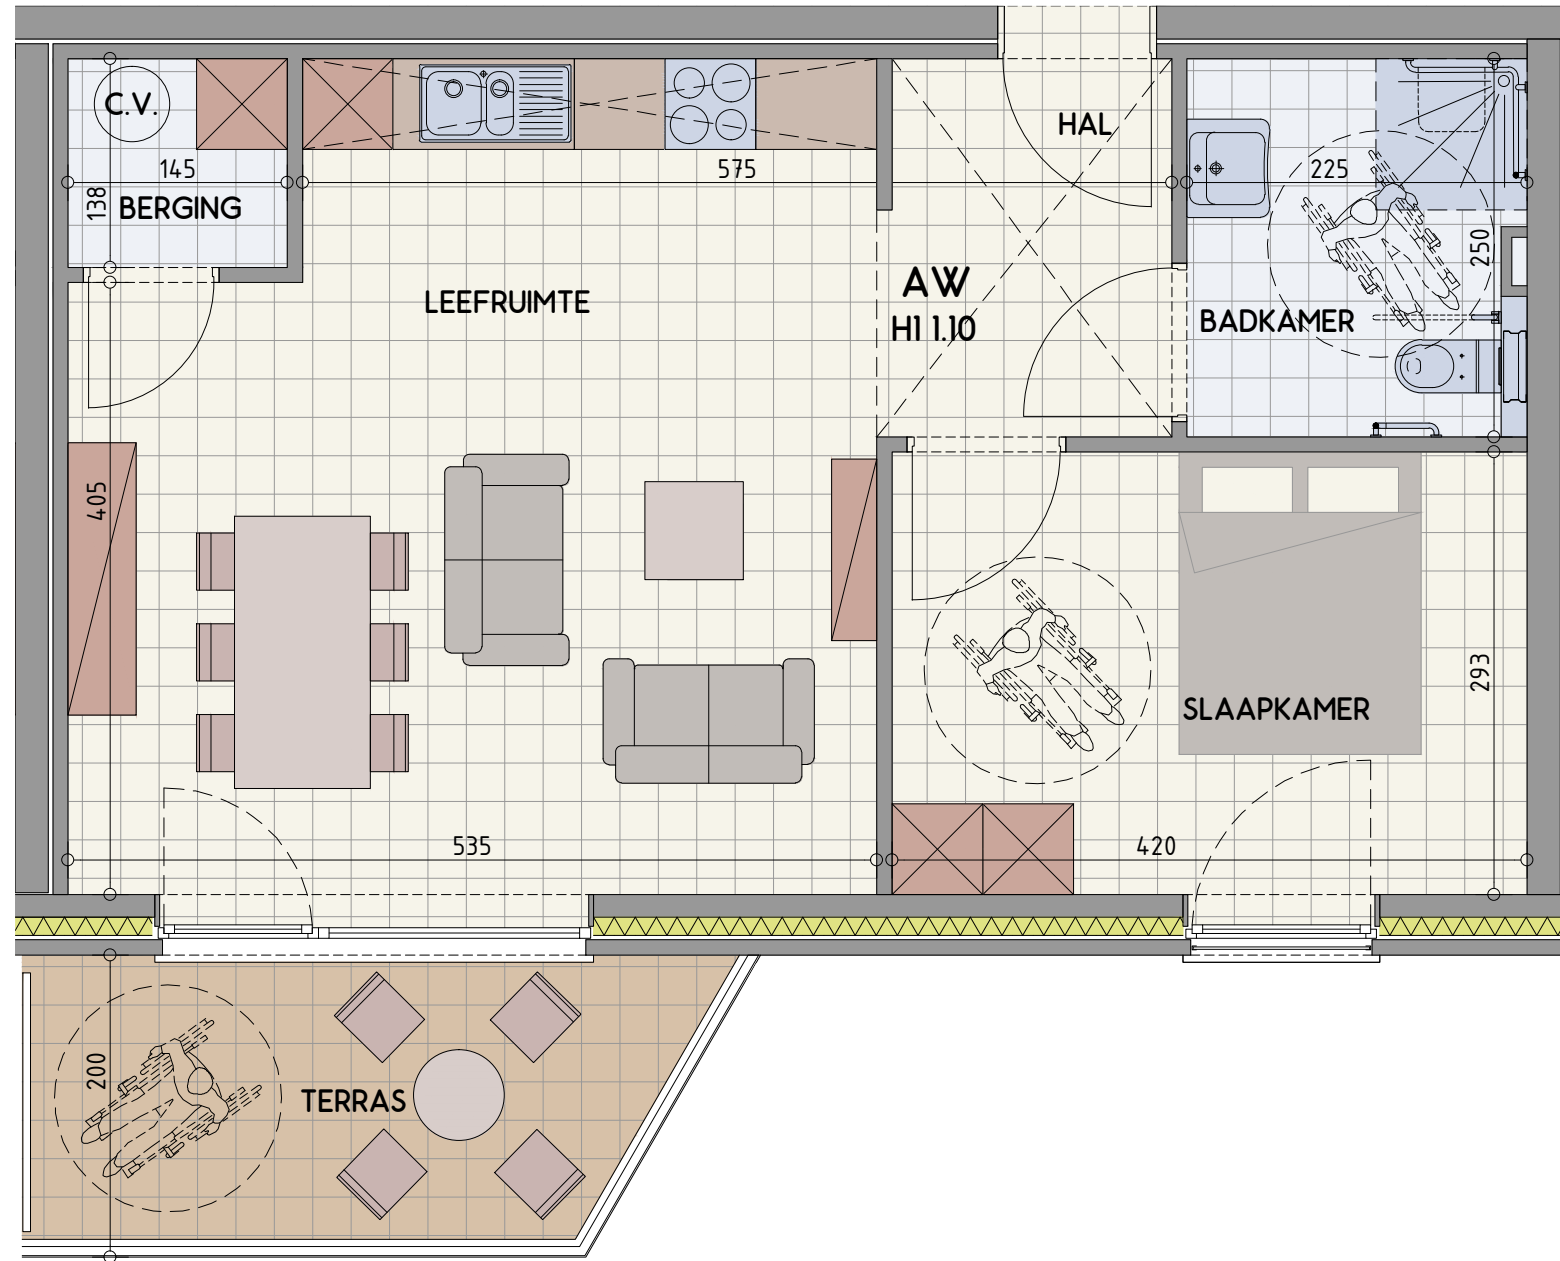 C.V.
HAL
145
575
225
138
BERGING
250
LEEFRUIMTE
AW
H1 1.10
BADKAMER
405
293
SLAAPKAMER
535
420
200
TERRAS